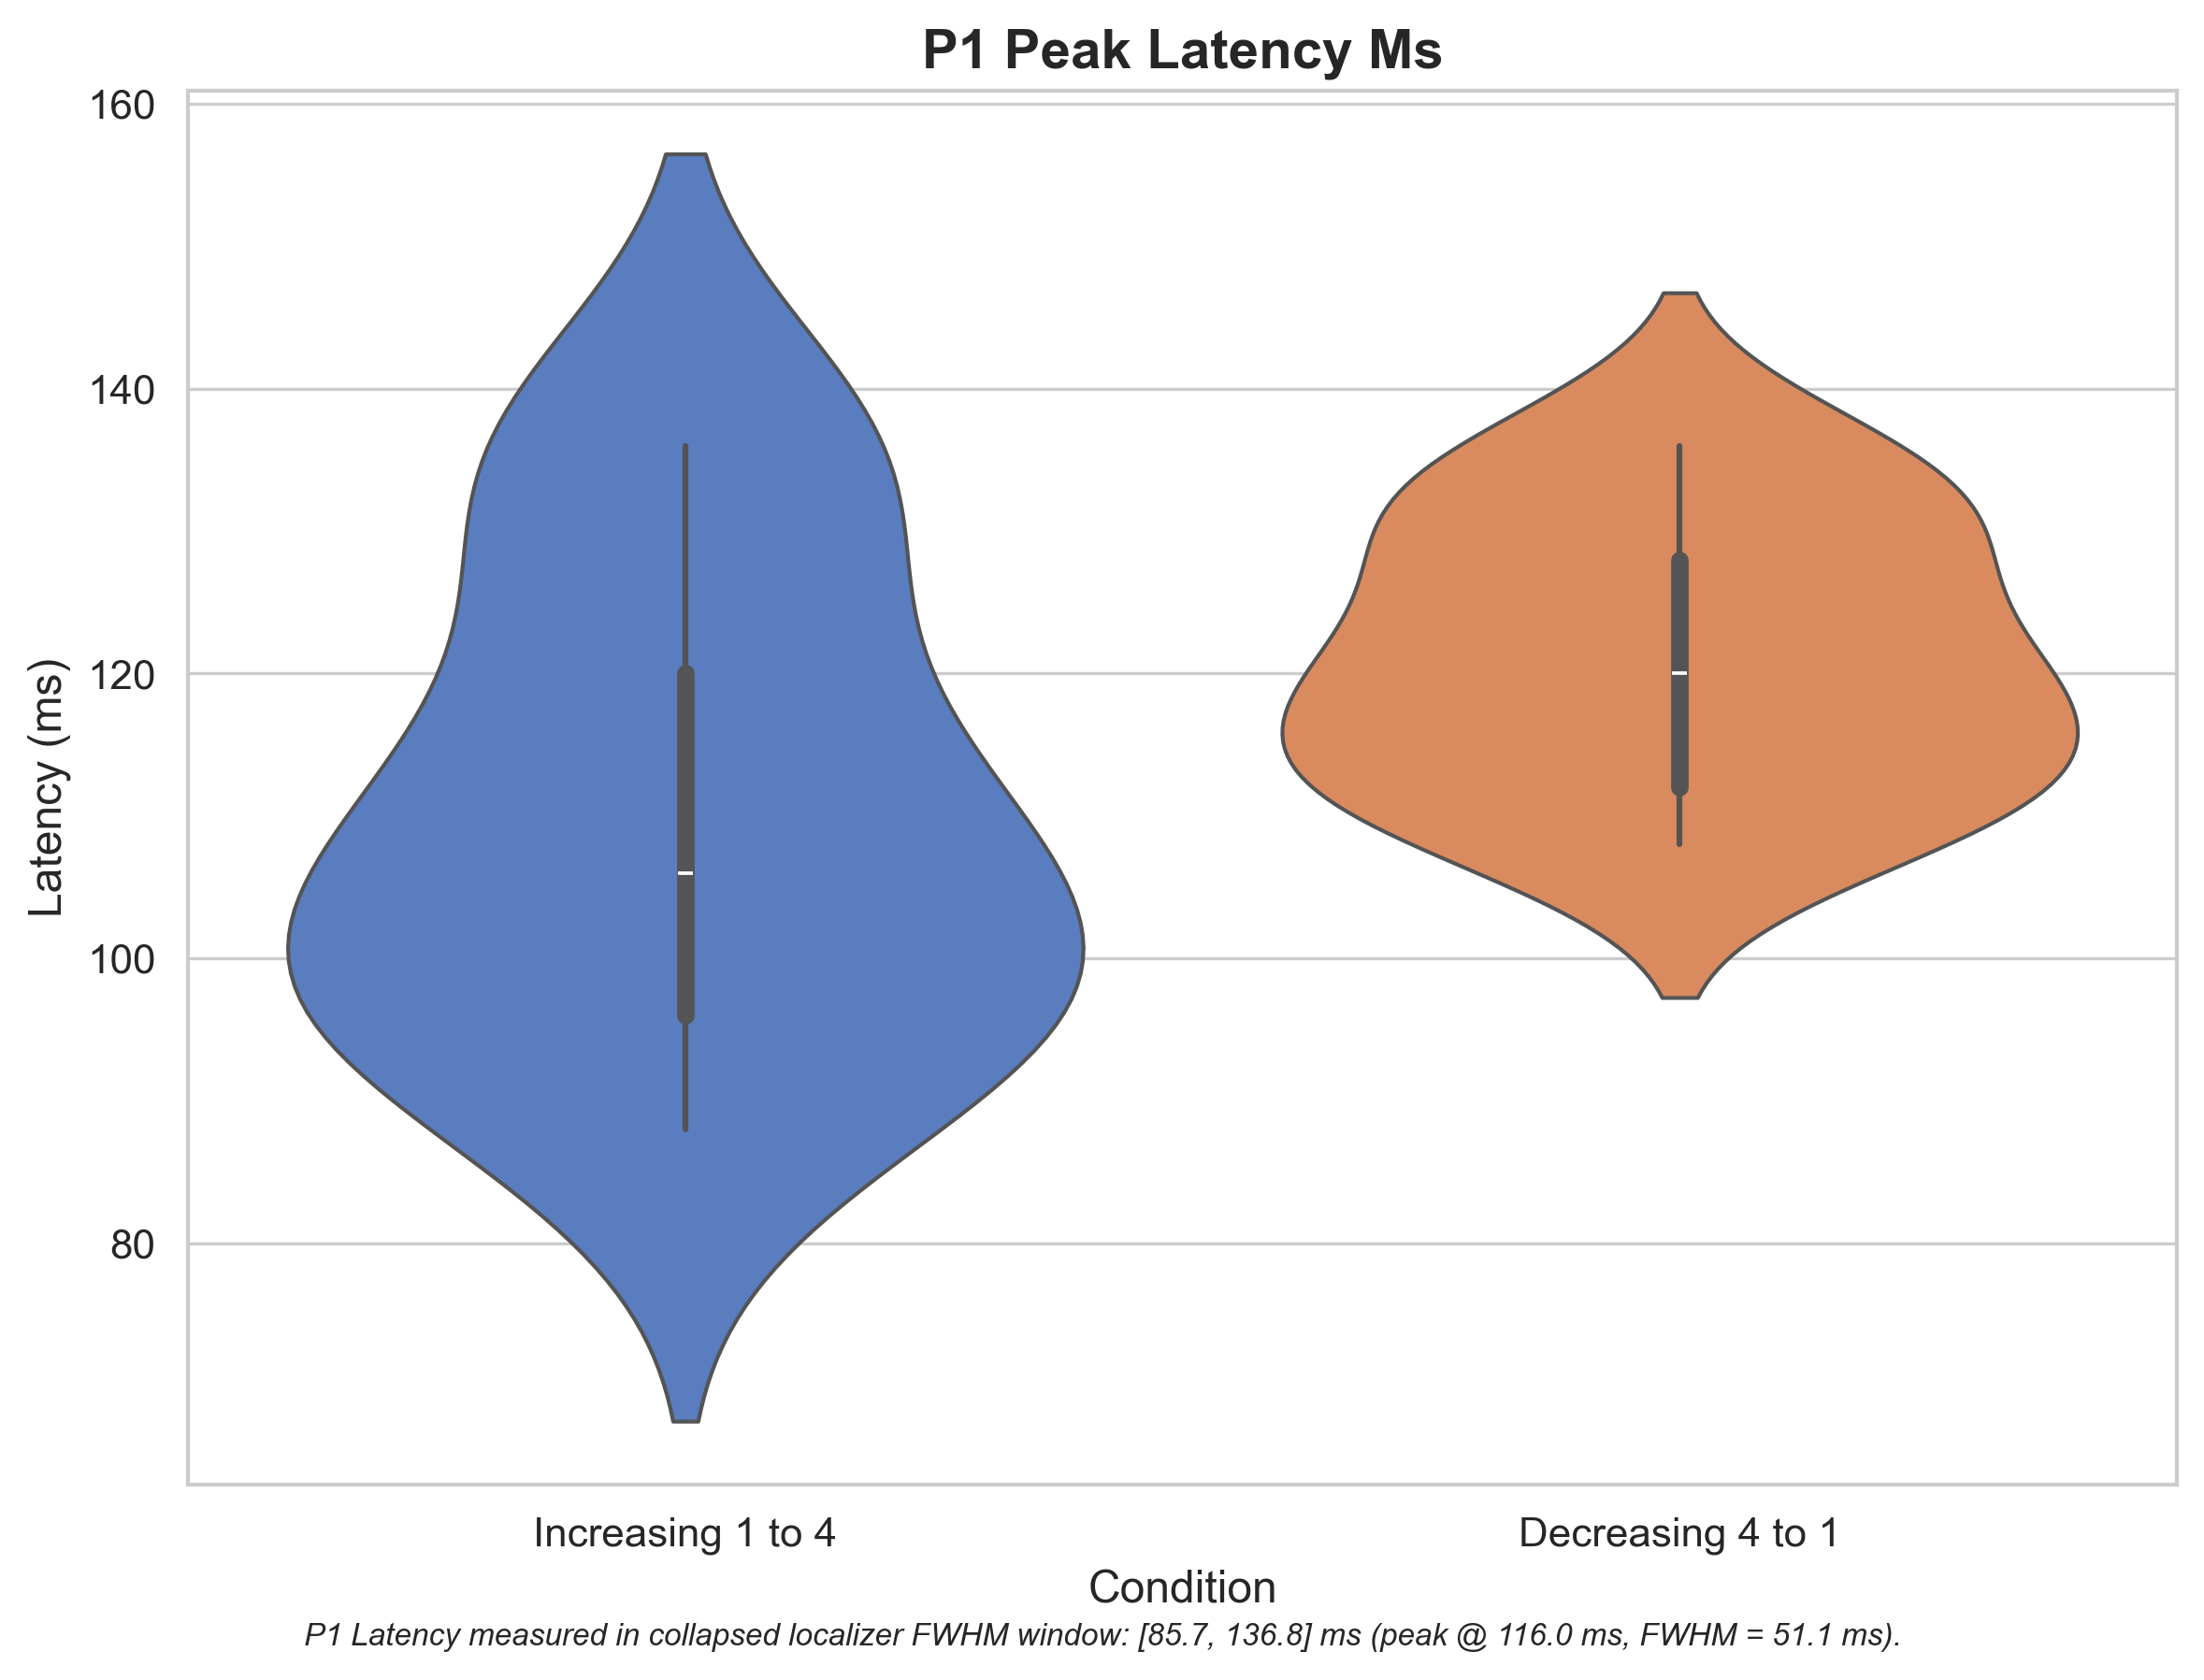 P1 Peak Latency Ms
160
140
120
100
80
Latency (ms)
Increasing 1 to 4
Decreasing 4 to 1
Condition
P1 Latency measured in collapsed localizer FWHM window: [85.7, 136.8] ms (peak @ 116.0 ms, FWHM = 51.1 ms).